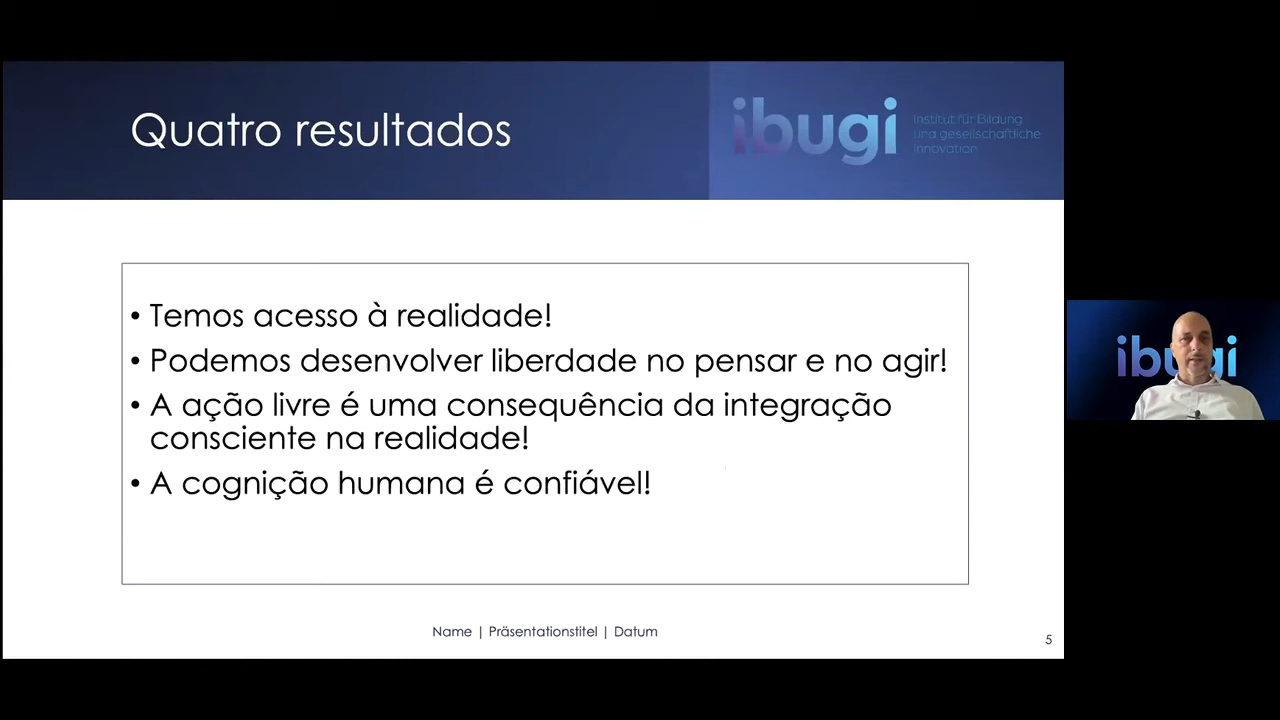 Quatro resultados
ibugi
Institut für Bildung
und gesellschaftliche
Innovation
• Temos acesso à realidade!
• Podemos desenvolver liberdade no pensar e no agir!
• A ação livre é uma consequência da integração
consciente na realidade!
• A cognição humana é confiável!
Name | Präsentationstitel | Datum
5
ibugi